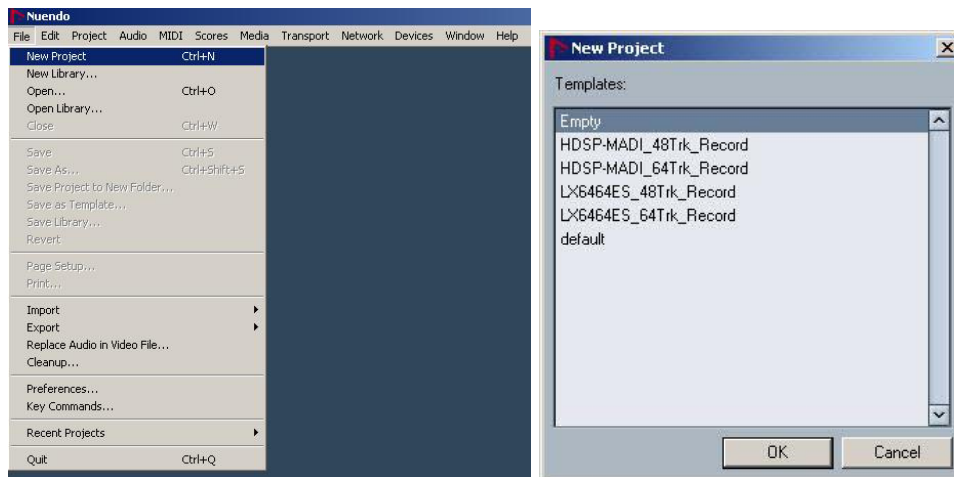 Nuendo
File Edit Project Audio MIDI Scores Media Transport Network Devices Window Help
New Project Ctrl+N
New Library...
Open... Ctrl+O
Open Library...
Close Ctrl+W
Save Ctrl+S
Save As... Ctrl+Shift+S
Save Project to New Folder...
Save as Template...
Save Library...
Revert
Page Setup...
Print...
Import
Export
Replace Audio in Video File...
Cleanup...
Preferences...
Key Commands...
Recent Projects
Quit Ctrl+Q
New Project
Templates:
Empty
HDSP-MADI_48Trk_Record
HDSP-MADI_64Trk_Record
LX6464ES_48Trk_Record
LX6464ES_64Trk_Record
default
OK Cancel